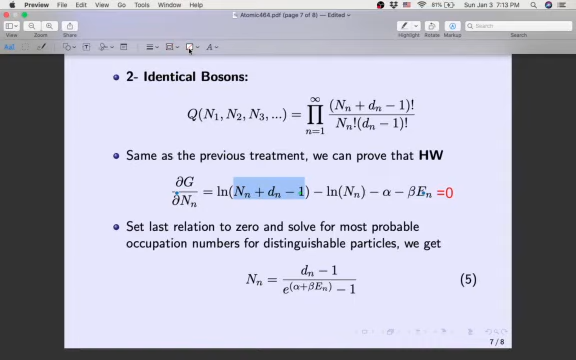 Preview File Edit View Go Tools Window Help 81% Sun Jan 3 7:13 PM
Atomic464.pdf (page 7 of 8) — Edited
View Zoom Share Highlight Rotate Markup Search
Search
2- Identical Bosons:
Q(N₁, N₂, N₃, ...) = ∏_{n=1}^{∞} (Nₙ + dₙ − 1)! / Nₙ!(dₙ − 1)!
Same as the previous treatment, we can prove that HW
∂G/∂Nₙ = ln(Nₙ + dₙ − 1) − ln(Nₙ) − α − βEₙ =0
Set last relation to zero and solve for most probable
occupation numbers for distinguishable particles, we get
Nₙ = (dₙ − 1) / (e^{(α+βEₙ)} − 1) (5)
7 / 8